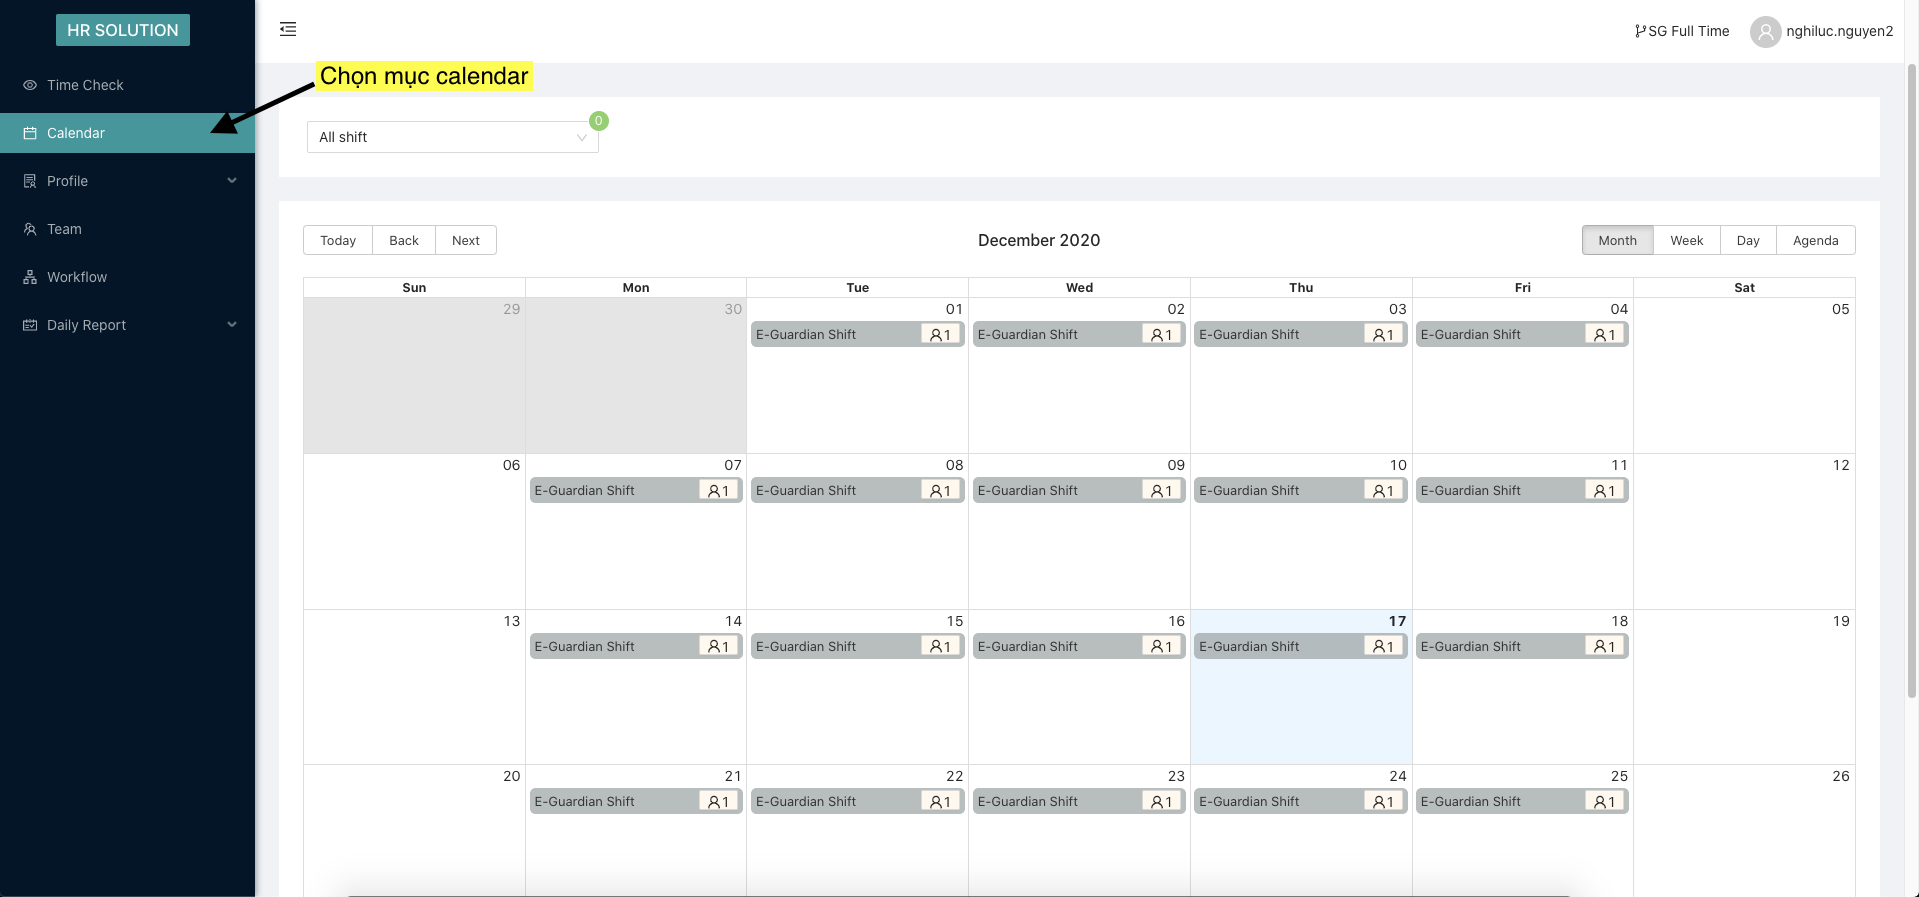 HR SOLUTION
SG Full Time nghiluc.nguyen2
Time Check
Calendar
Profile
Team
Workflow
Daily Report
Chọn mục calendar
All shift 0
Today Back Next December 2020 Month Week Day Agenda
Sun Mon Tue Wed Thu Fri Sat
29 30 01 02 03 04 05
E-Guardian Shift 1 E-Guardian Shift 1 E-Guardian Shift 1 E-Guardian Shift 1
06 07 08 09 10 11 12
E-Guardian Shift 1 E-Guardian Shift 1 E-Guardian Shift 1 E-Guardian Shift 1 E-Guardian Shift 1
13 14 15 16 17 18 19
E-Guardian Shift 1 E-Guardian Shift 1 E-Guardian Shift 1 E-Guardian Shift 1 E-Guardian Shift 1
20 21 22 23 24 25 26
E-Guardian Shift 1 E-Guardian Shift 1 E-Guardian Shift 1 E-Guardian Shift 1 E-Guardian Shift 1